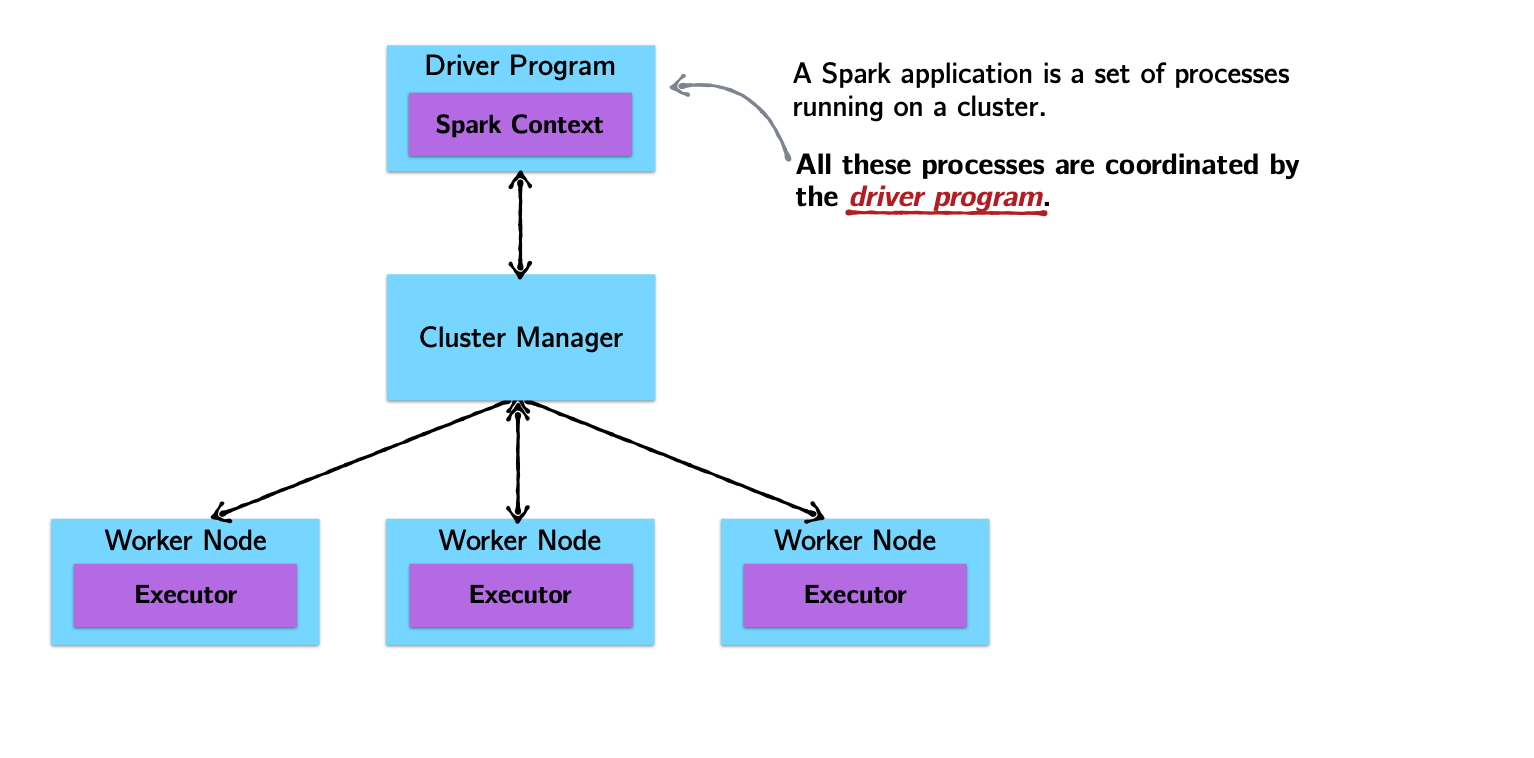 Driver Program
Spark Context
A Spark application is a set of processes
running on a cluster.
All these processes are coordinated by
the driver program.
Cluster Manager
Worker Node
Executor
Worker Node
Executor
Worker Node
Executor